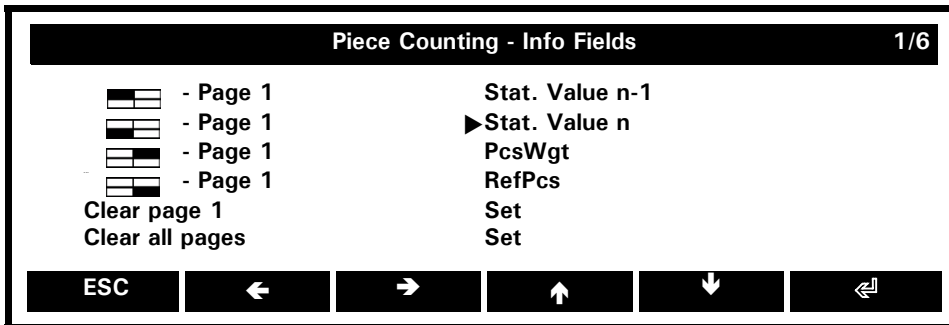 Piece Counting - Info Fields 1/6
- Page 1 Stat. Value n-1
- Page 1 ▶Stat. Value n
- Page 1 PcsWgt
- Page 1 RefPcs
Clear page 1 Set
Clear all pages Set
ESC ← → ↑ ↓ ↵